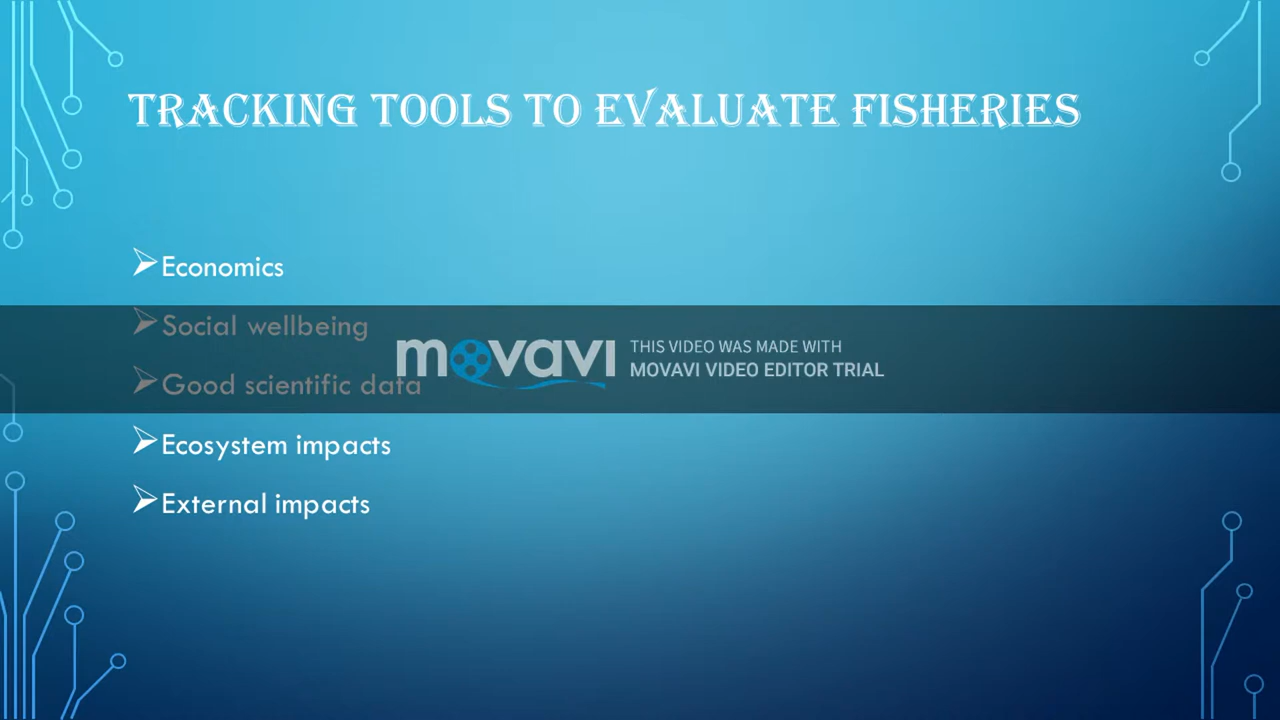 TRACKING TOOLS TO EVALUATE FISHERIES
➢Economics
➢Social wellbeing
➢Good scientific data
movavi
THIS VIDEO WAS MADE WITH
MOVAVI VIDEO EDITOR TRIAL
➢Ecosystem impacts
➢External impacts